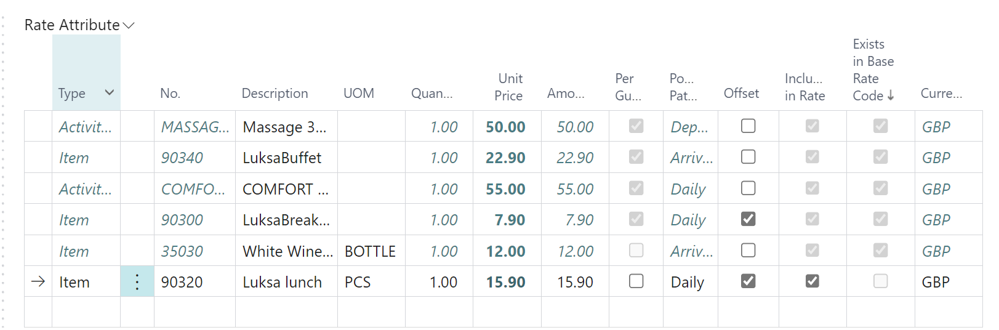 Rate Attribute
Type No. Description UOM Quan... Unit Price Amo... Per Gu... Po... Pat... Offset Inclu... in Rate Exists in Base Rate Code Curre...
Activit... MASSAG... Massage 3... 1.00 50.00 50.00 Dep... GBP
Item 90340 LuksaBuffet 1.00 22.90 22.90 Arriv... GBP
Activit... COMFO... COMFORT ... 1.00 55.00 55.00 Daily GBP
Item 90300 LuksaBreak... 1.00 7.90 7.90 Daily GBP
Item 35030 White Wine... BOTTLE 1.00 12.00 12.00 Arriv... GBP
Item 90320 Luksa lunch PCS 1.00 15.90 15.90 Daily GBP